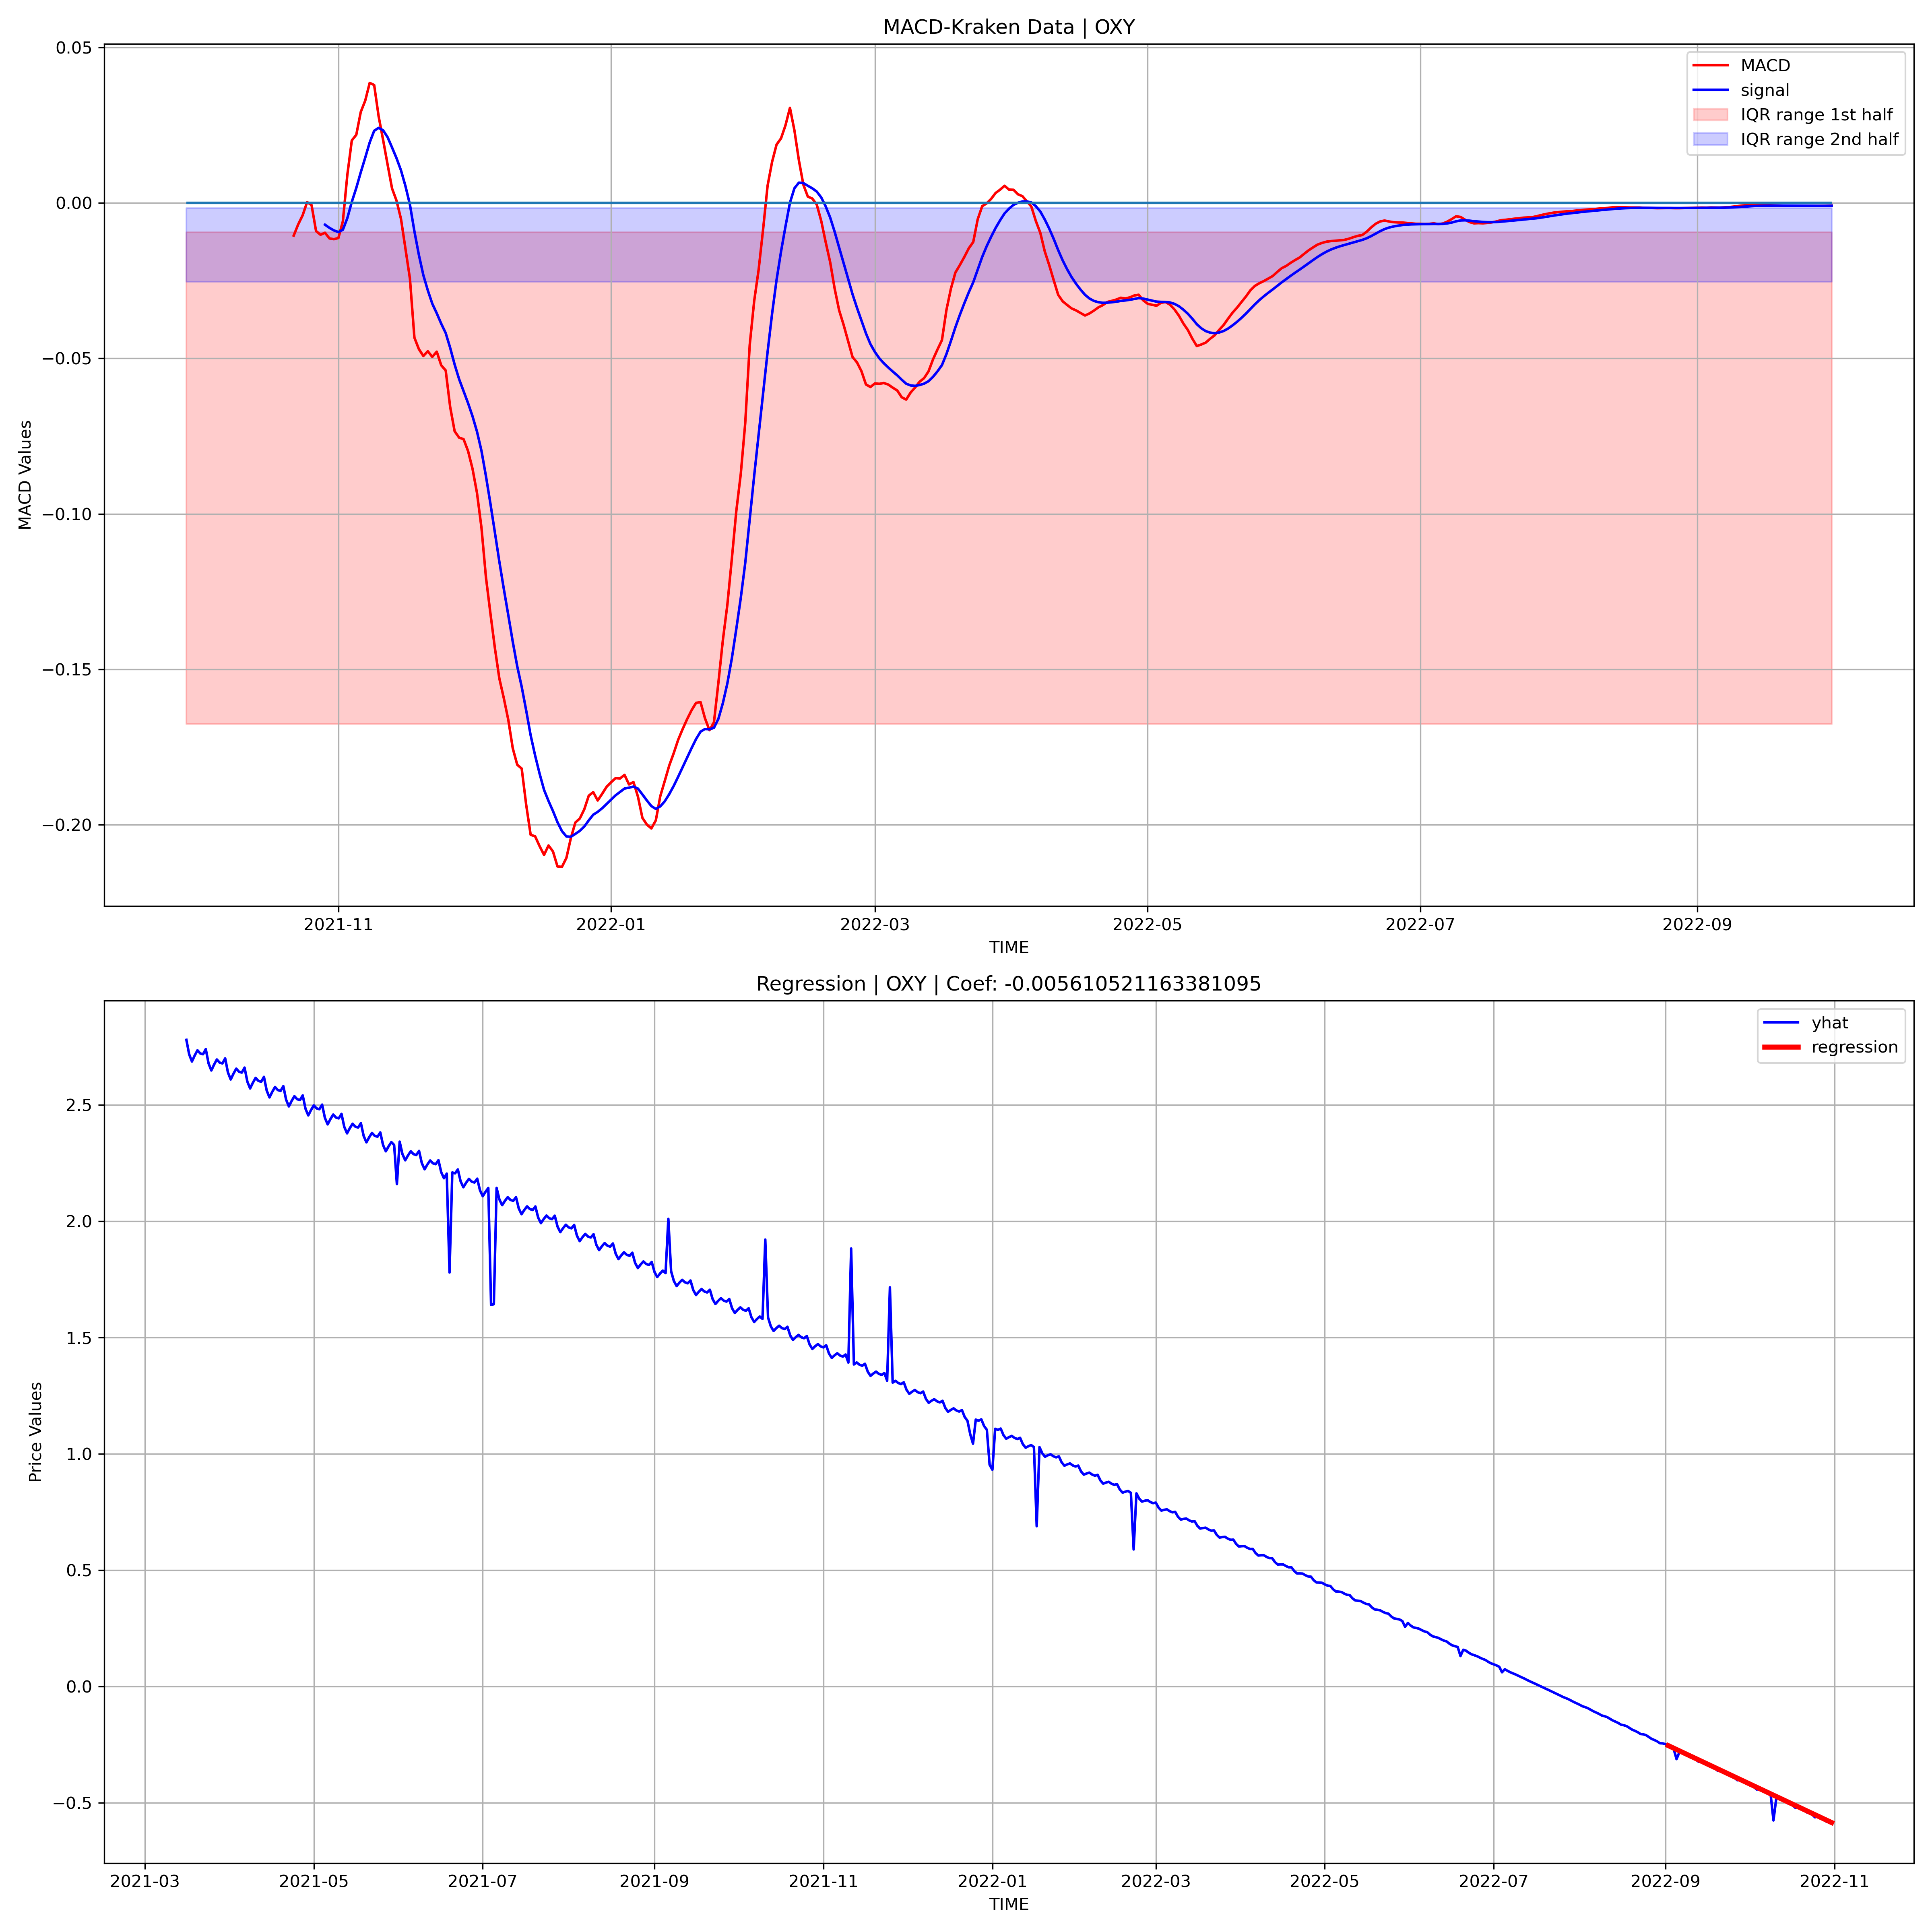 MACD-Kraken Data | OXY
MACD
signal
IQR range 1st half
IQR range 2nd half
MACD Values
0.05
0.00
−0.05
−0.10
−0.15
−0.20
2021-11
2022-01
2022-03
2022-05
2022-07
2022-09
TIME
Regression | OXY | Coef: -0.005610521163381095
yhat
regression
Price Values
2.5
2.0
1.5
1.0
0.5
0.0
−0.5
2021-03
2021-05
2021-07
2021-09
2021-11
2022-01
2022-03
2022-05
2022-07
2022-09
2022-11
TIME